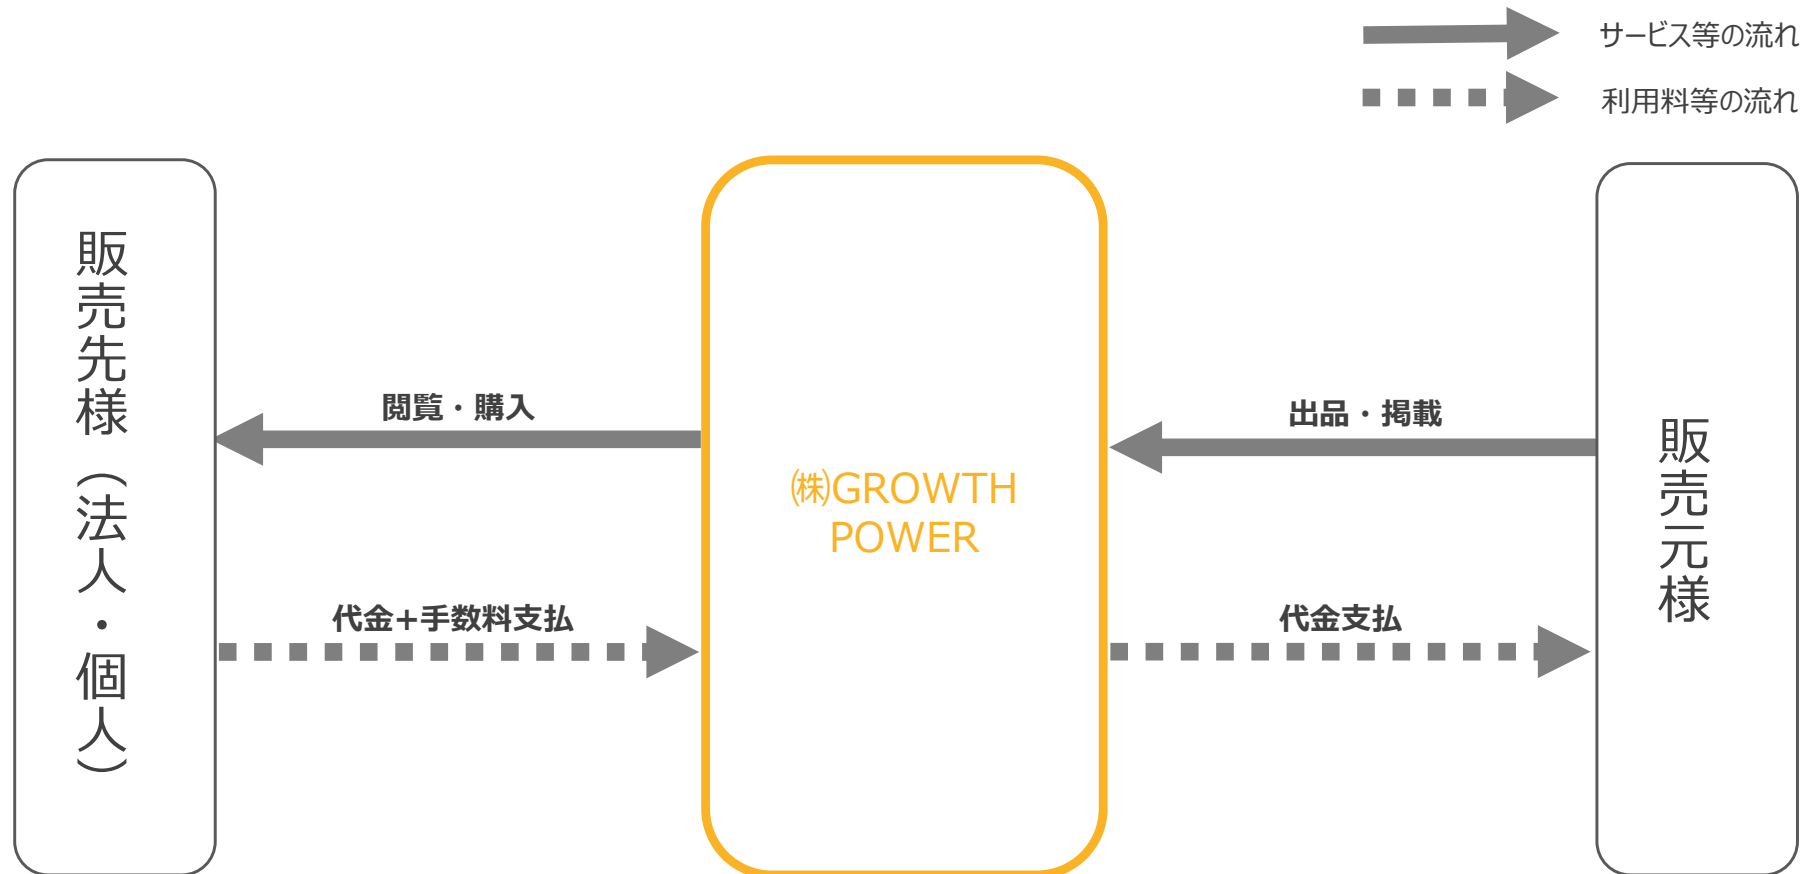 サービス等の流れ
利用料等の流れ
販売先様（法人・個人）
閲覧・購入
代金+手数料支払
㈱GROWTH
POWER
出品・掲載
代金支払
販売元様